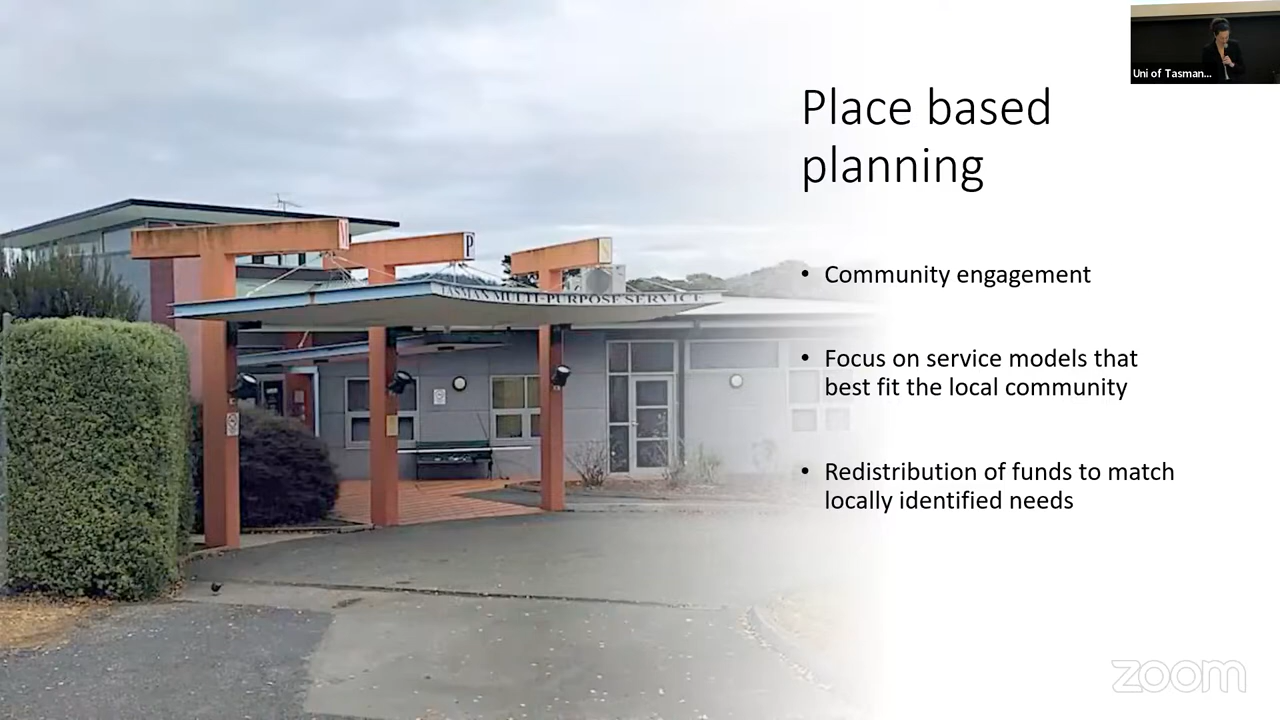 Uni of Tasman...
Place based
planning
M
P
S
TASMAN MULTI-PURPOSE SERVICE
• Community engagement
• Focus on service models that
best fit the local community
• Redistribution of funds to match
locally identified needs
zoom